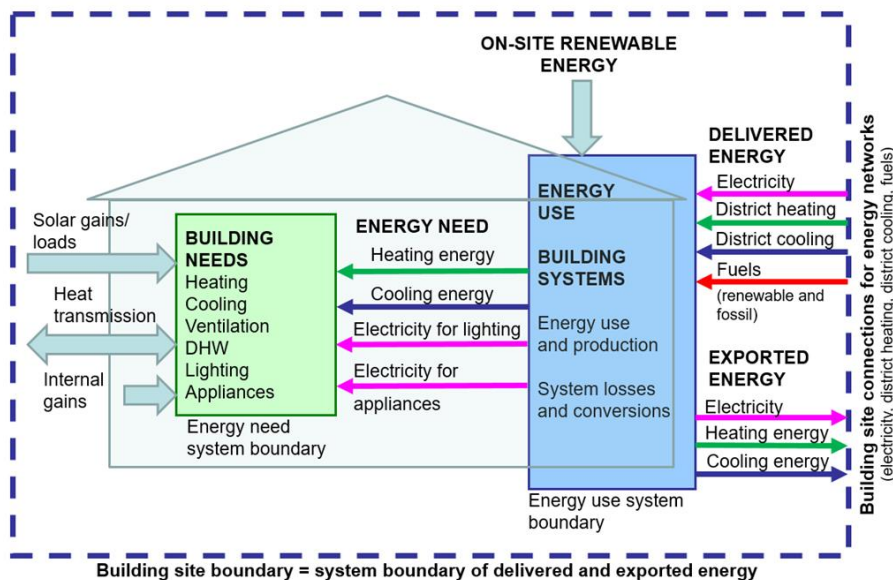 ON-SITE RENEWABLE
ENERGY
DELIVERED
ENERGY
Electricity
District heating
District cooling
Fuels
(renewable and
fossil)
EXPORTED
ENERGY
Electricity
Heating energy
Cooling energy
ENERGY
USE
BUILDING
SYSTEMS
Energy use
and production
System losses
and conversions
Energy use system
boundary
ENERGY NEED
Heating energy
Cooling energy
Electricity for lighting
Electricity for
appliances
BUILDING
NEEDS
Heating
Cooling
Ventilation
DHW
Lighting
Appliances
Energy need
system boundary
Solar gains/
loads
Heat
transmission
Internal
gains
Building site connections for energy networks
(electricity, district heating, district cooling, fuels)
Building site boundary = system boundary of delivered and exported energy